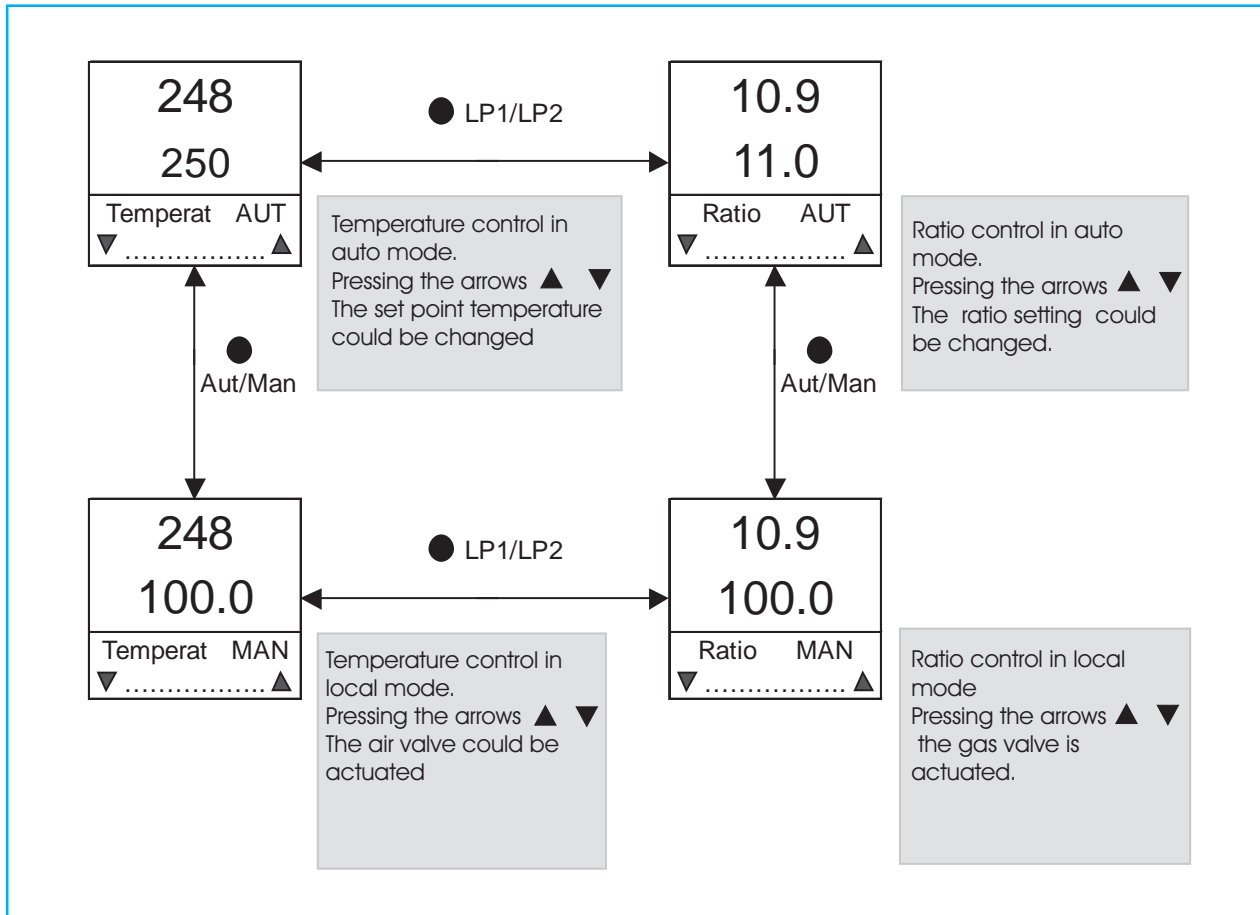 248
250
Temperat AUT
▼ ................. ▲
LP1/LP2
10.9
11.0
Ratio AUT
▼ ................. ▲
Temperature control in
auto mode.
Pressing the arrows ▲ ▼
The set point temperature
could be changed
Ratio control in auto
mode.
Pressing the arrows ▲ ▼
The ratio setting could
be changed.
Aut/Man
Aut/Man
248
100.0
Temperat MAN
▼ ................. ▲
LP1/LP2
10.9
100.0
Ratio MAN
▼ ................. ▲
Temperature control in
local mode.
Pressing the arrows ▲ ▼
The air valve could be
actuated
Ratio control in local
mode
Pressing the arrows ▲ ▼
the gas valve is
actuated.